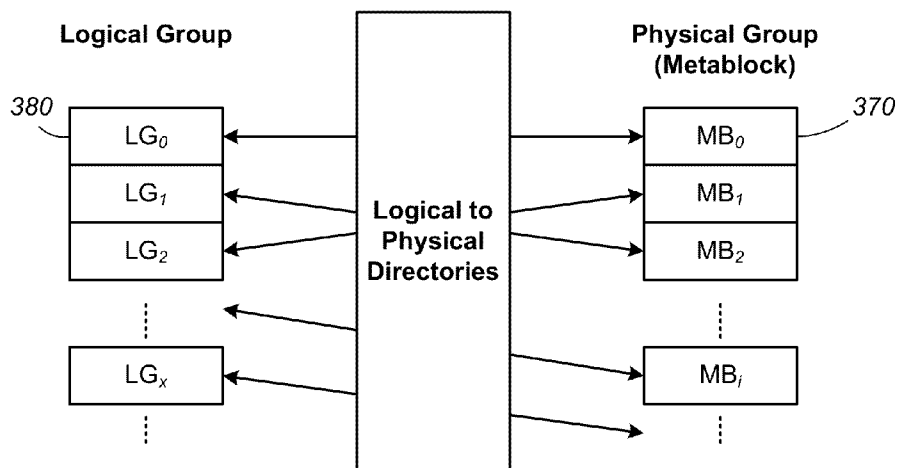 Logical Group
Physical Group
(Metablock)
380
370
LG0
MB0
LG1
MB1
LG2
MB2
Logical to
Physical
Directories
LGx
MBi